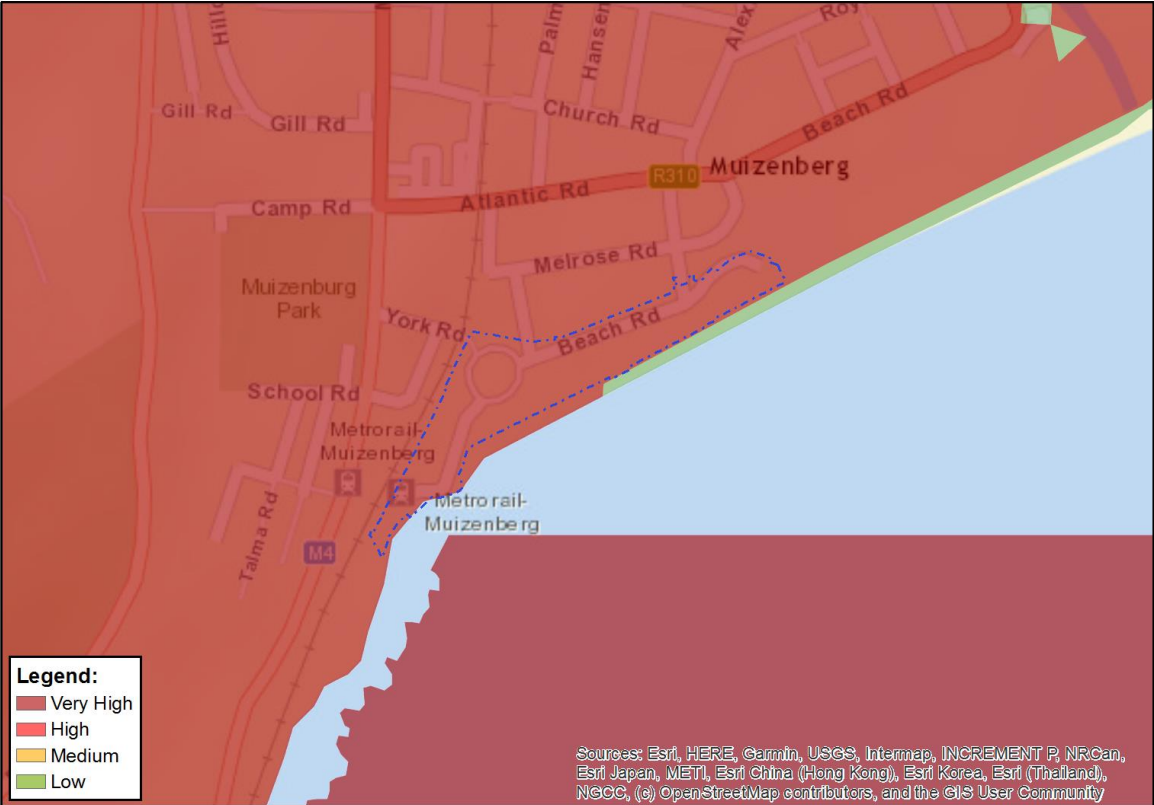 Hillc
Palm
Hansen
Alex
Roy
Gill Rd
Gill Rd
Church Rd
Beach Rd
R310
Muizenberg
Atlantic Rd
Camp Rd
Melrose Rd
Muizenburg
Park
York Rd
Beach Rd
School Rd
Metrorail-
Muizenberg
Metrorail-
Muizenberg
Talma Rd
M4
Legend:
Very High
High
Medium
Low
Sources: Esri, HERE, Garmin, USGS, Intermap, INCREMENT P, NRCan,
Esri Japan, METI, Esri China (Hong Kong), Esri Korea, Esri (Thailand),
NGCC, (c) OpenStreetMap contributors, and the GIS User Community